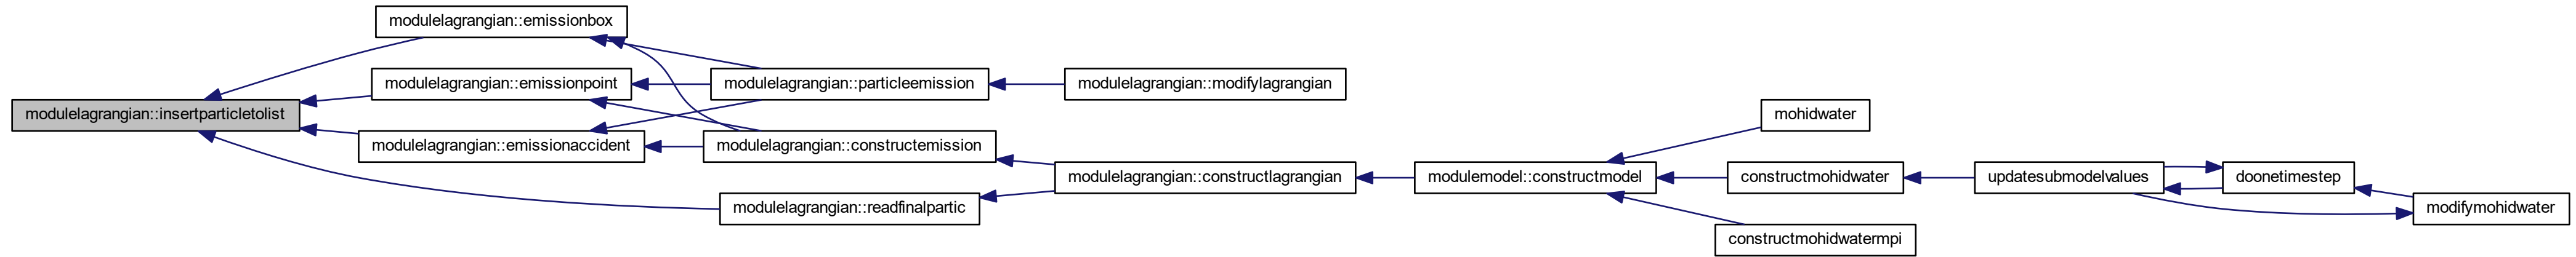 modulelagrangian::insertparticletolist
modulelagrangian::emissionbox
modulelagrangian::emissionpoint
modulelagrangian::emissionaccident
modulelagrangian::readfinalpartic
modulelagrangian::particleemission
modulelagrangian::constructemission
modulelagrangian::modifylagrangian
modulelagrangian::constructlagrangian
modulemodel::constructmodel
mohidwater
constructmohidwater
constructmohidwatermpi
updatesubmodelvalues
doonetimestep
modifymohidwater